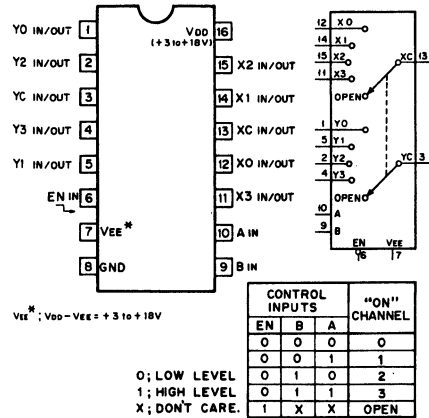 Y0 IN/OUT 1
Y2 IN/OUT 2
YC IN/OUT 3
Y3 IN/OUT 4
Y1 IN/OUT 5
EN IN 6
7 VEE*
8 GND
VDD 16
(+3 to +18V)
15 X2 IN/OUT
14 X1 IN/OUT
13 XC IN/OUT
12 X0 IN/OUT
11 X3 IN/OUT
10 A IN
9 B IN
12 X0
14 X1
15 X2
11 X3
XC 13
OPEN
1 Y0
5 Y1
2 Y2
4 Y3
YC 3
OPEN
10 A
9 B
EN VEE
6 7
VEE*; VDD-VEE = +3 to +18V
0; LOW LEVEL
1; HIGH LEVEL
X; DON'T CARE.
CONTROL INPUTS "ON" CHANNEL
EN B A
0 0 0 0
0 0 1 1
0 1 0 2
0 1 1 3
1 X X OPEN